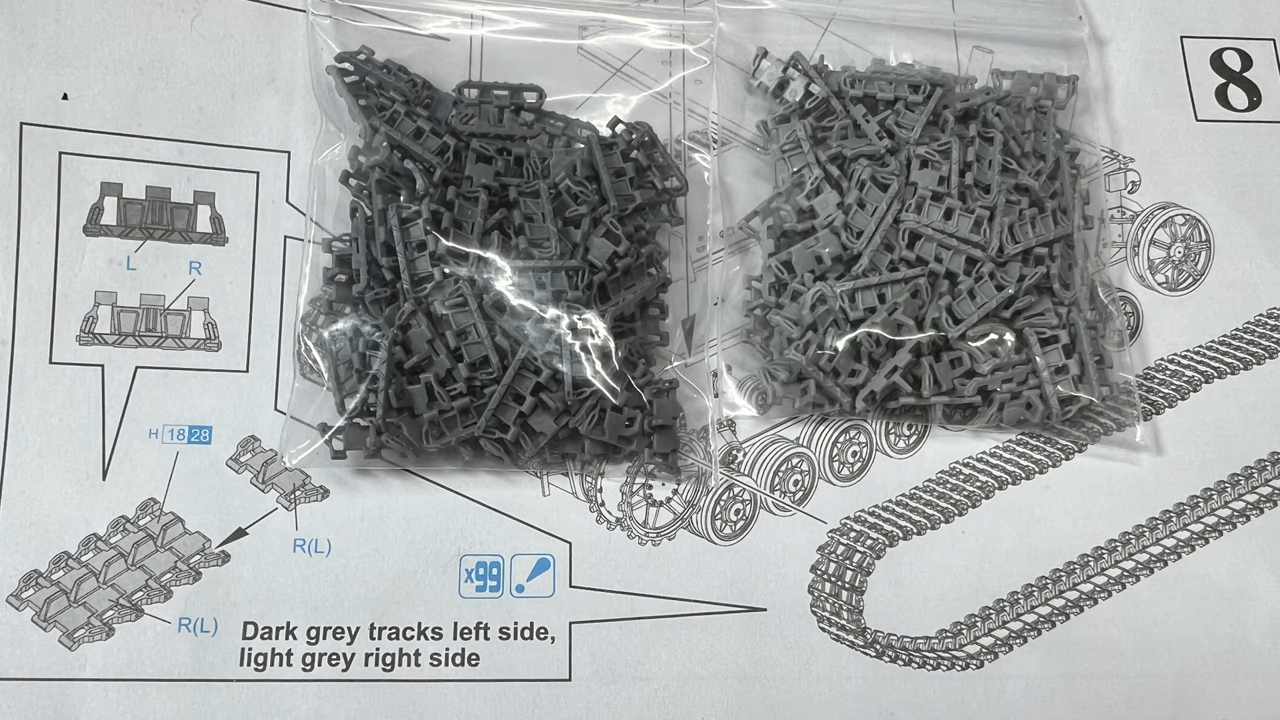 8
L R
H 18 28
R(L)
x99
R(L)
Dark grey tracks left side,
light grey right side